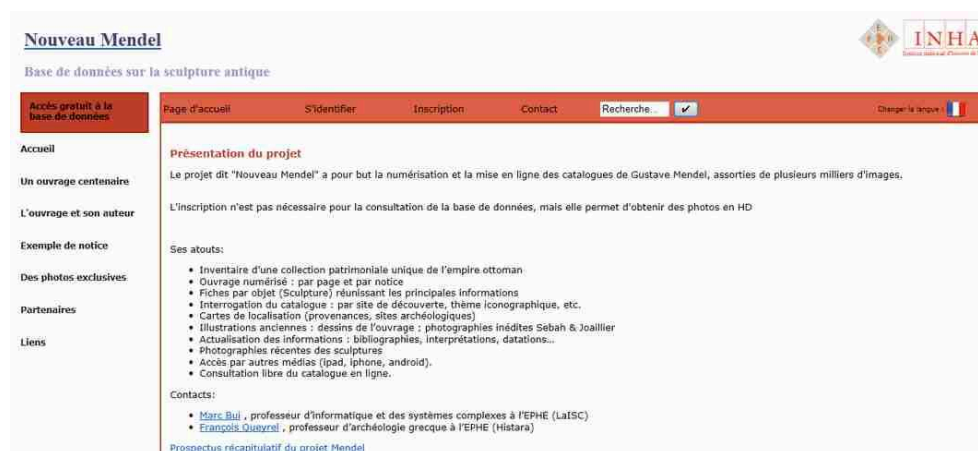 Nouveau Mendel
INHA
Base de données sur la sculpture antique
Accès gratuit à la
base de données
Page d'accueil S'identifier Inscription Contact Recherche... Changer la langue :
Accueil
Un ouvrage centenaire
L'ouvrage et son auteur
Exemple de notice
Des photos exclusives
Partenaires
Liens
Présentation du projet
Le projet dit "Nouveau Mendel" a pour but la numérisation et la mise en ligne des catalogues de Gustave Mendel, assorties de plusieurs milliers d'images.
L'inscription n'est pas nécessaire pour la consultation de la base de données, mais elle permet d'obtenir des photos en HD
Ses atouts:
• Inventaire d'une collection patrimoniale unique de l'empire ottoman
• Ouvrage numérisé : par page et par notice
• Fiches par objet (Sculpture) réunissant les principales informations
• Interrogation du catalogue : par site de découverte, thème iconographique, etc.
• Cartes de localisation (provenances, sites archéologiques)
• Illustrations anciennes : dessins de l'ouvrage ; photographies inédites Sebah & Joaillier
• Actualisation des informations : bibliographies, interprétations, datations...
• Photographies récentes des sculptures
• Accès par autres médias (ipad, iphone, android).
• Consultation libre du catalogue en ligne.
Contacts:
• Marc Bui , professeur d'informatique et des systèmes complexes à l'EPHE (LaISC)
• François Queyrel , professeur d'archéologie grecque à l'EPHE (Histara)
Prospectus récapitulatif du projet Mendel